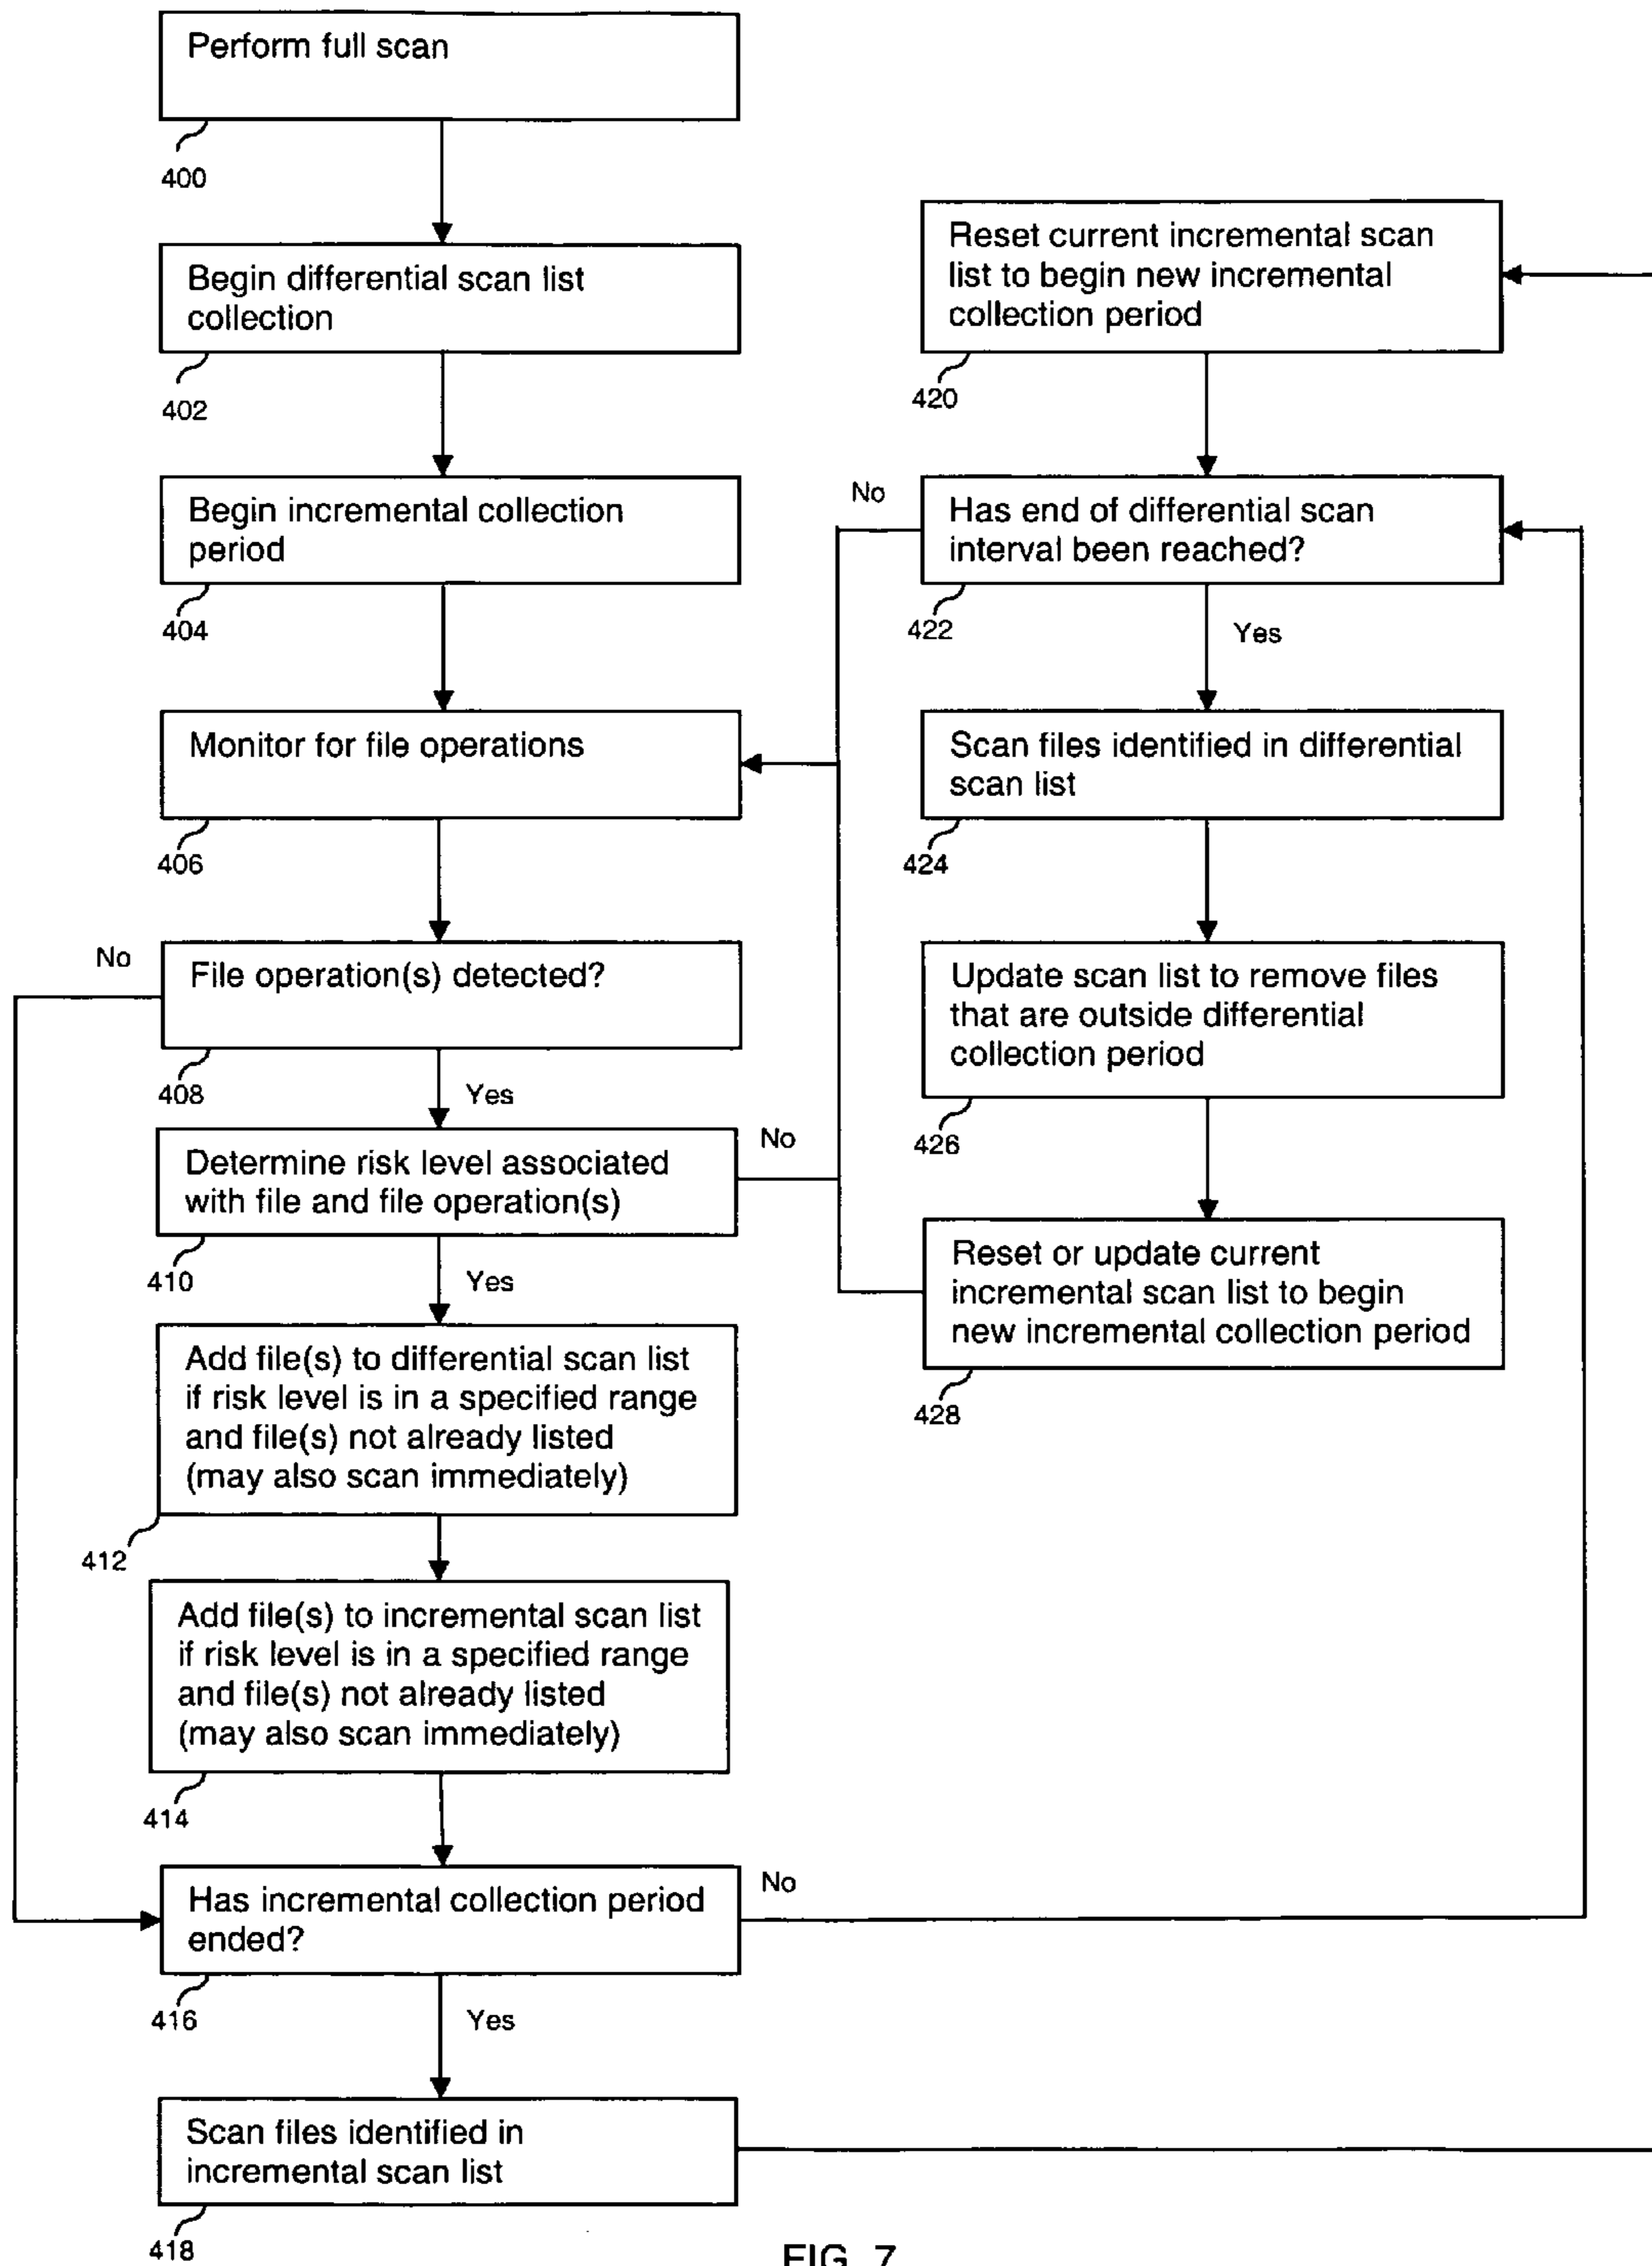 Perform full scan
400
Begin differential scan list
collection
402
Begin incremental collection
period
404
Monitor for file operations
406
No
File operation(s) detected?
408
Yes
Determine risk level associated
with file and file operation(s)
No
410
Yes
Add file(s) to differential scan list
if risk level is in a specified range
and file(s) not already listed
(may also scan immediately)
412
Add file(s) to incremental scan list
if risk level is in a specified range
and file(s) not already listed
(may also scan immediately)
414
Has incremental collection period
ended?
No
416
Yes
Scan files identified in
incremental scan list
418
Reset current incremental scan
list to begin new incremental
collection period
420
No
Has end of differential scan
interval been reached?
422
Yes
Scan files identified in differential
scan list
424
Update scan list to remove files
that are outside differential
collection period
426
Reset or update current
incremental scan list to begin
new incremental collection period
428
FIG. 7